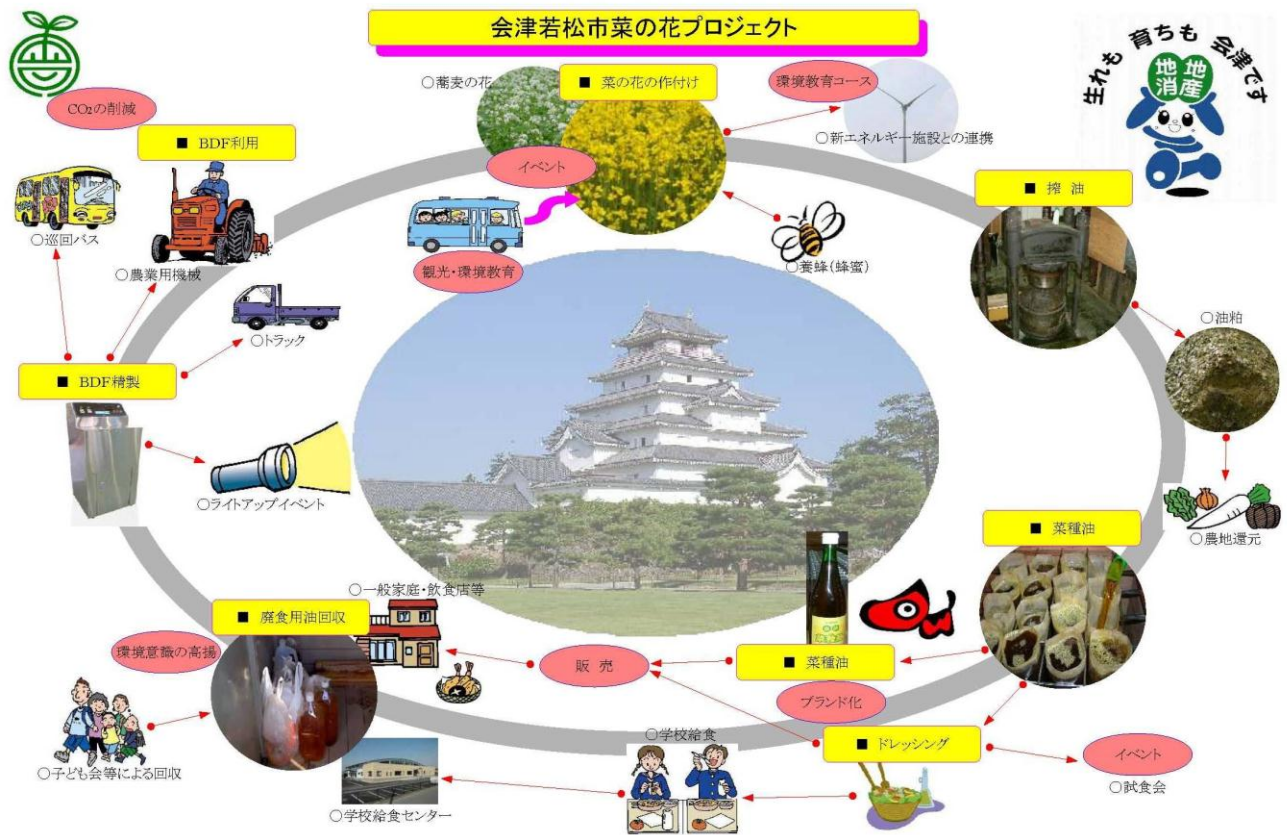 会津若松市菜の花プロジェクト
生れも 育ちも 会津です
地産
地消
CO₂の削減
■ BDF利用
○巡回バス
○農業用機械
○トラック
■ BDF精製
○ライトアップイベント
○蕎麦の花
■ 菜の花の作付け
環境教育コース
○新エネルギー施設との連携
イベント
観光・環境教育
○養蜂(蜂蜜)
■ 搾 油
○油粕
○農地還元
■ 菜種油
■ 菜種油
ブランド化
販 売
○一般家庭・飲食店等
■ 廃食用油回収
環境意識の高揚
○子ども会等による回収
■ ドレッシング
イベント
○試食会
○学校給食
○学校給食センター